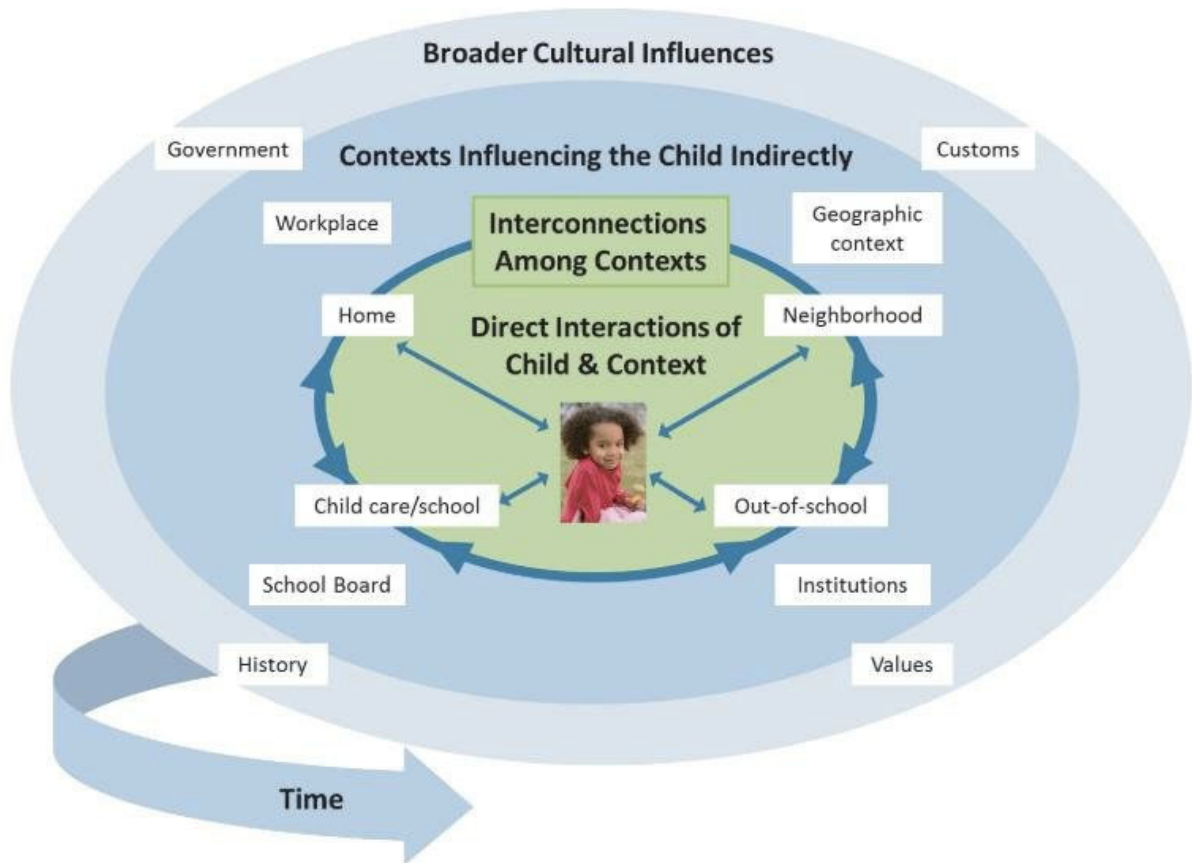 Broader Cultural Influences
Government
Contexts Influencing the Child Indirectly
Customs
Workplace
Interconnections
Among Contexts
Geographic
context
Home
Direct Interactions of
Child & Context
Neighborhood
Child care/school
Out-of-school
School Board
Institutions
History
Values
Time